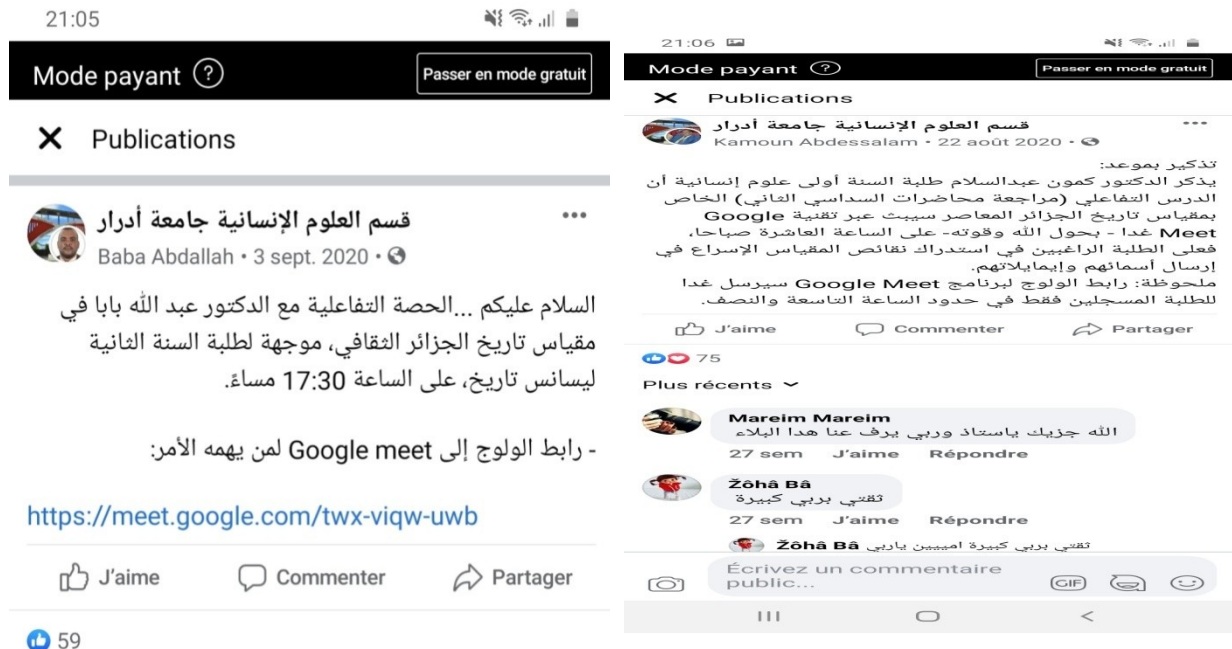 21:05
Mode payant ?
Passer en mode gratuit
X Publications
قسم العلوم الإنسانية جامعة أدرار
Baba Abdallah • 3 sept. 2020 •
السلام عليكم ...الحصة التفاعلية مع الدكتور عبد الله بابا في
مقياس تاريخ الجزائر الثقافي، موجهة لطلبة السنة الثانية
ليسانس تاريخ، على الساعة 17:30 مساءً.
- رابط الولوج إلى Google meet لمن يهمه الأمر:
https://meet.google.com/twx-viqw-uwb
J'aime Commenter Partager
59
21:06
Mode payant ?
Passer en mode gratuit
X Publications
قسم العلوم الإنسانية جامعة أدرار
Kamoun Abdessalam • 22 août 2020 •
تذكير بموعد:
يذكر الدكتور كمون عبدالسلام طلبة السنة أولى علوم إنسانية أن
الدرس التفاعلي (مراجعة محاضرات السداسي الثاني) الخاص
بمقياس تاريخ الجزائر المعاصر سيبث عبر تقنية Google
Meet غدا - بحول الله وقوته- على الساعة العاشرة صباحا،
فعلى الطلبة الراغبين في استدراك نقائص المقياس الإسراع في
إرسال أسمائهم وإيمايلاتهم.
ملحوظة: رابط الولوج لبرنامج Google Meet سيرسل غدا
للطلبة المسجلين فقط في حدود الساعة التاسعة والنصف.
J'aime Commenter Partager
75
Plus récents
Mareim Mareim
الله جزيك ياستاذ وربي يرف عنا هدا البلاء
27 sem J'aime Répondre
Žôhâ Bâ
ثقتي بربي كبيرة
27 sem J'aime Répondre
Žôhâ Bâ ثقتي بربي كبيرة امييين ياربي
Écrivez un commentaire
public...
GIF